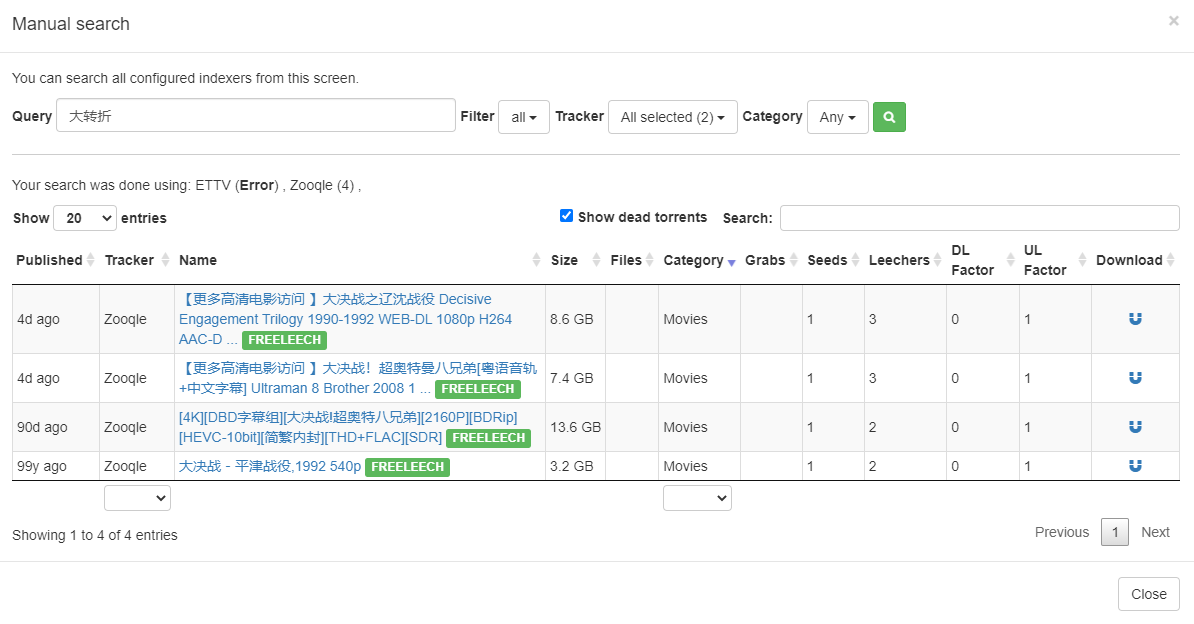 Manual search
×
You can search all configured indexers from this screen.
Query 大转折 Filter all Tracker All selected (2) Category Any
Your search was done using: ETTV (Error) , Zooqle (4) ,
Show 20 entries Show dead torrents Search:
Published Tracker Name Size Files Category Grabs Seeds Leechers DL Factor UL Factor Download
4d ago Zooqle 【更多高清电影访问 】大决战之辽沈战役 Decisive
Engagement Trilogy 1990-1992 WEB-DL 1080p H264
AAC-D ... FREELEECH 8.6 GB Movies 1 3 0 1
4d ago Zooqle 【更多高清电影访问 】大决战！超奥特曼八兄弟[粤语音轨
+中文字幕] Ultraman 8 Brother 2008 1 ... FREELEECH 7.4 GB Movies 1 3 0 1
90d ago Zooqle [4K][DBD字幕组][大决战!超奥特八兄弟][2160P][BDRip]
[HEVC-10bit][简繁内封][THD+FLAC][SDR] FREELEECH 13.6 GB Movies 1 2 0 1
99y ago Zooqle 大决战 - 平津战役,1992 540p FREELEECH 3.2 GB Movies 1 2 0 1
Showing 1 to 4 of 4 entries Previous 1 Next
Close